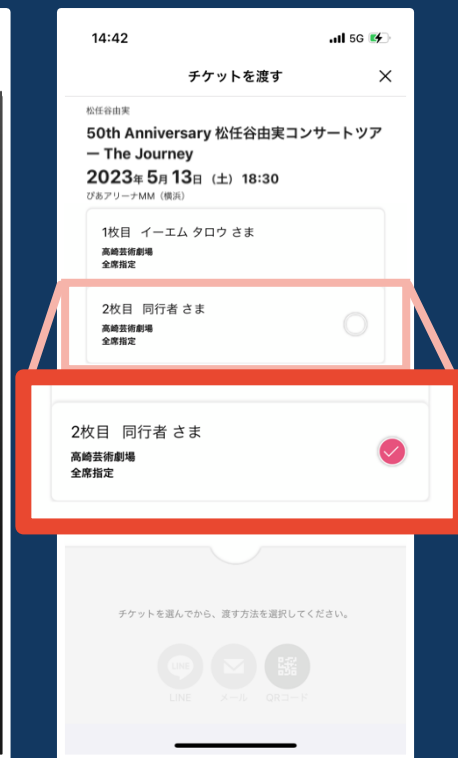 14:42
5G
チケットを渡す
松任谷由実
50th Anniversary 松任谷由実コンサートツア
ー The Journey
2023年 5月 13日 (土) 18:30
ぴあアリーナMM (横浜)
1枚目 イーエム タロウ さま
高崎芸術劇場
全席指定
2枚目 同行者 さま
高崎芸術劇場
全席指定
2枚目 同行者 さま
高崎芸術劇場
全席指定
チケットを選んでから、渡す方法を選択してください。
LINE
LINE メール QRコード